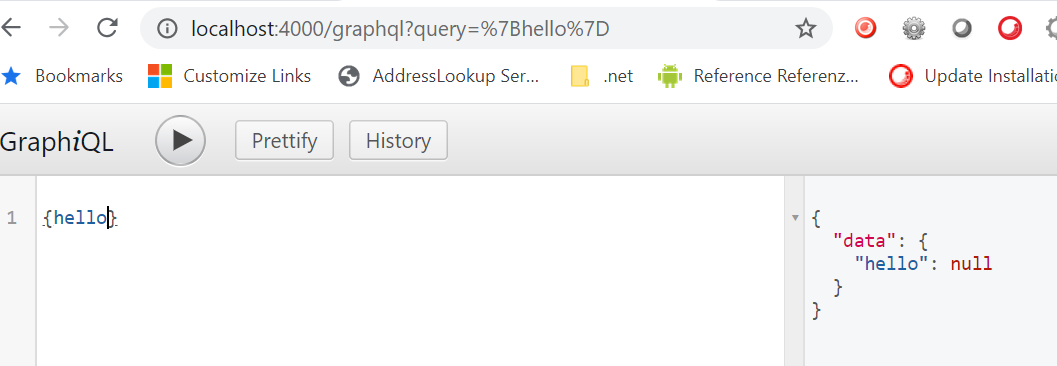 localhost:4000/graphql?query=%7Bhello%7D
Bookmarks Customize Links AddressLookup Ser... .net Reference Referenz... Update Installatio
GraphiQL Prettify History
1 {hello}
{
"data": {
"hello": null
}
}